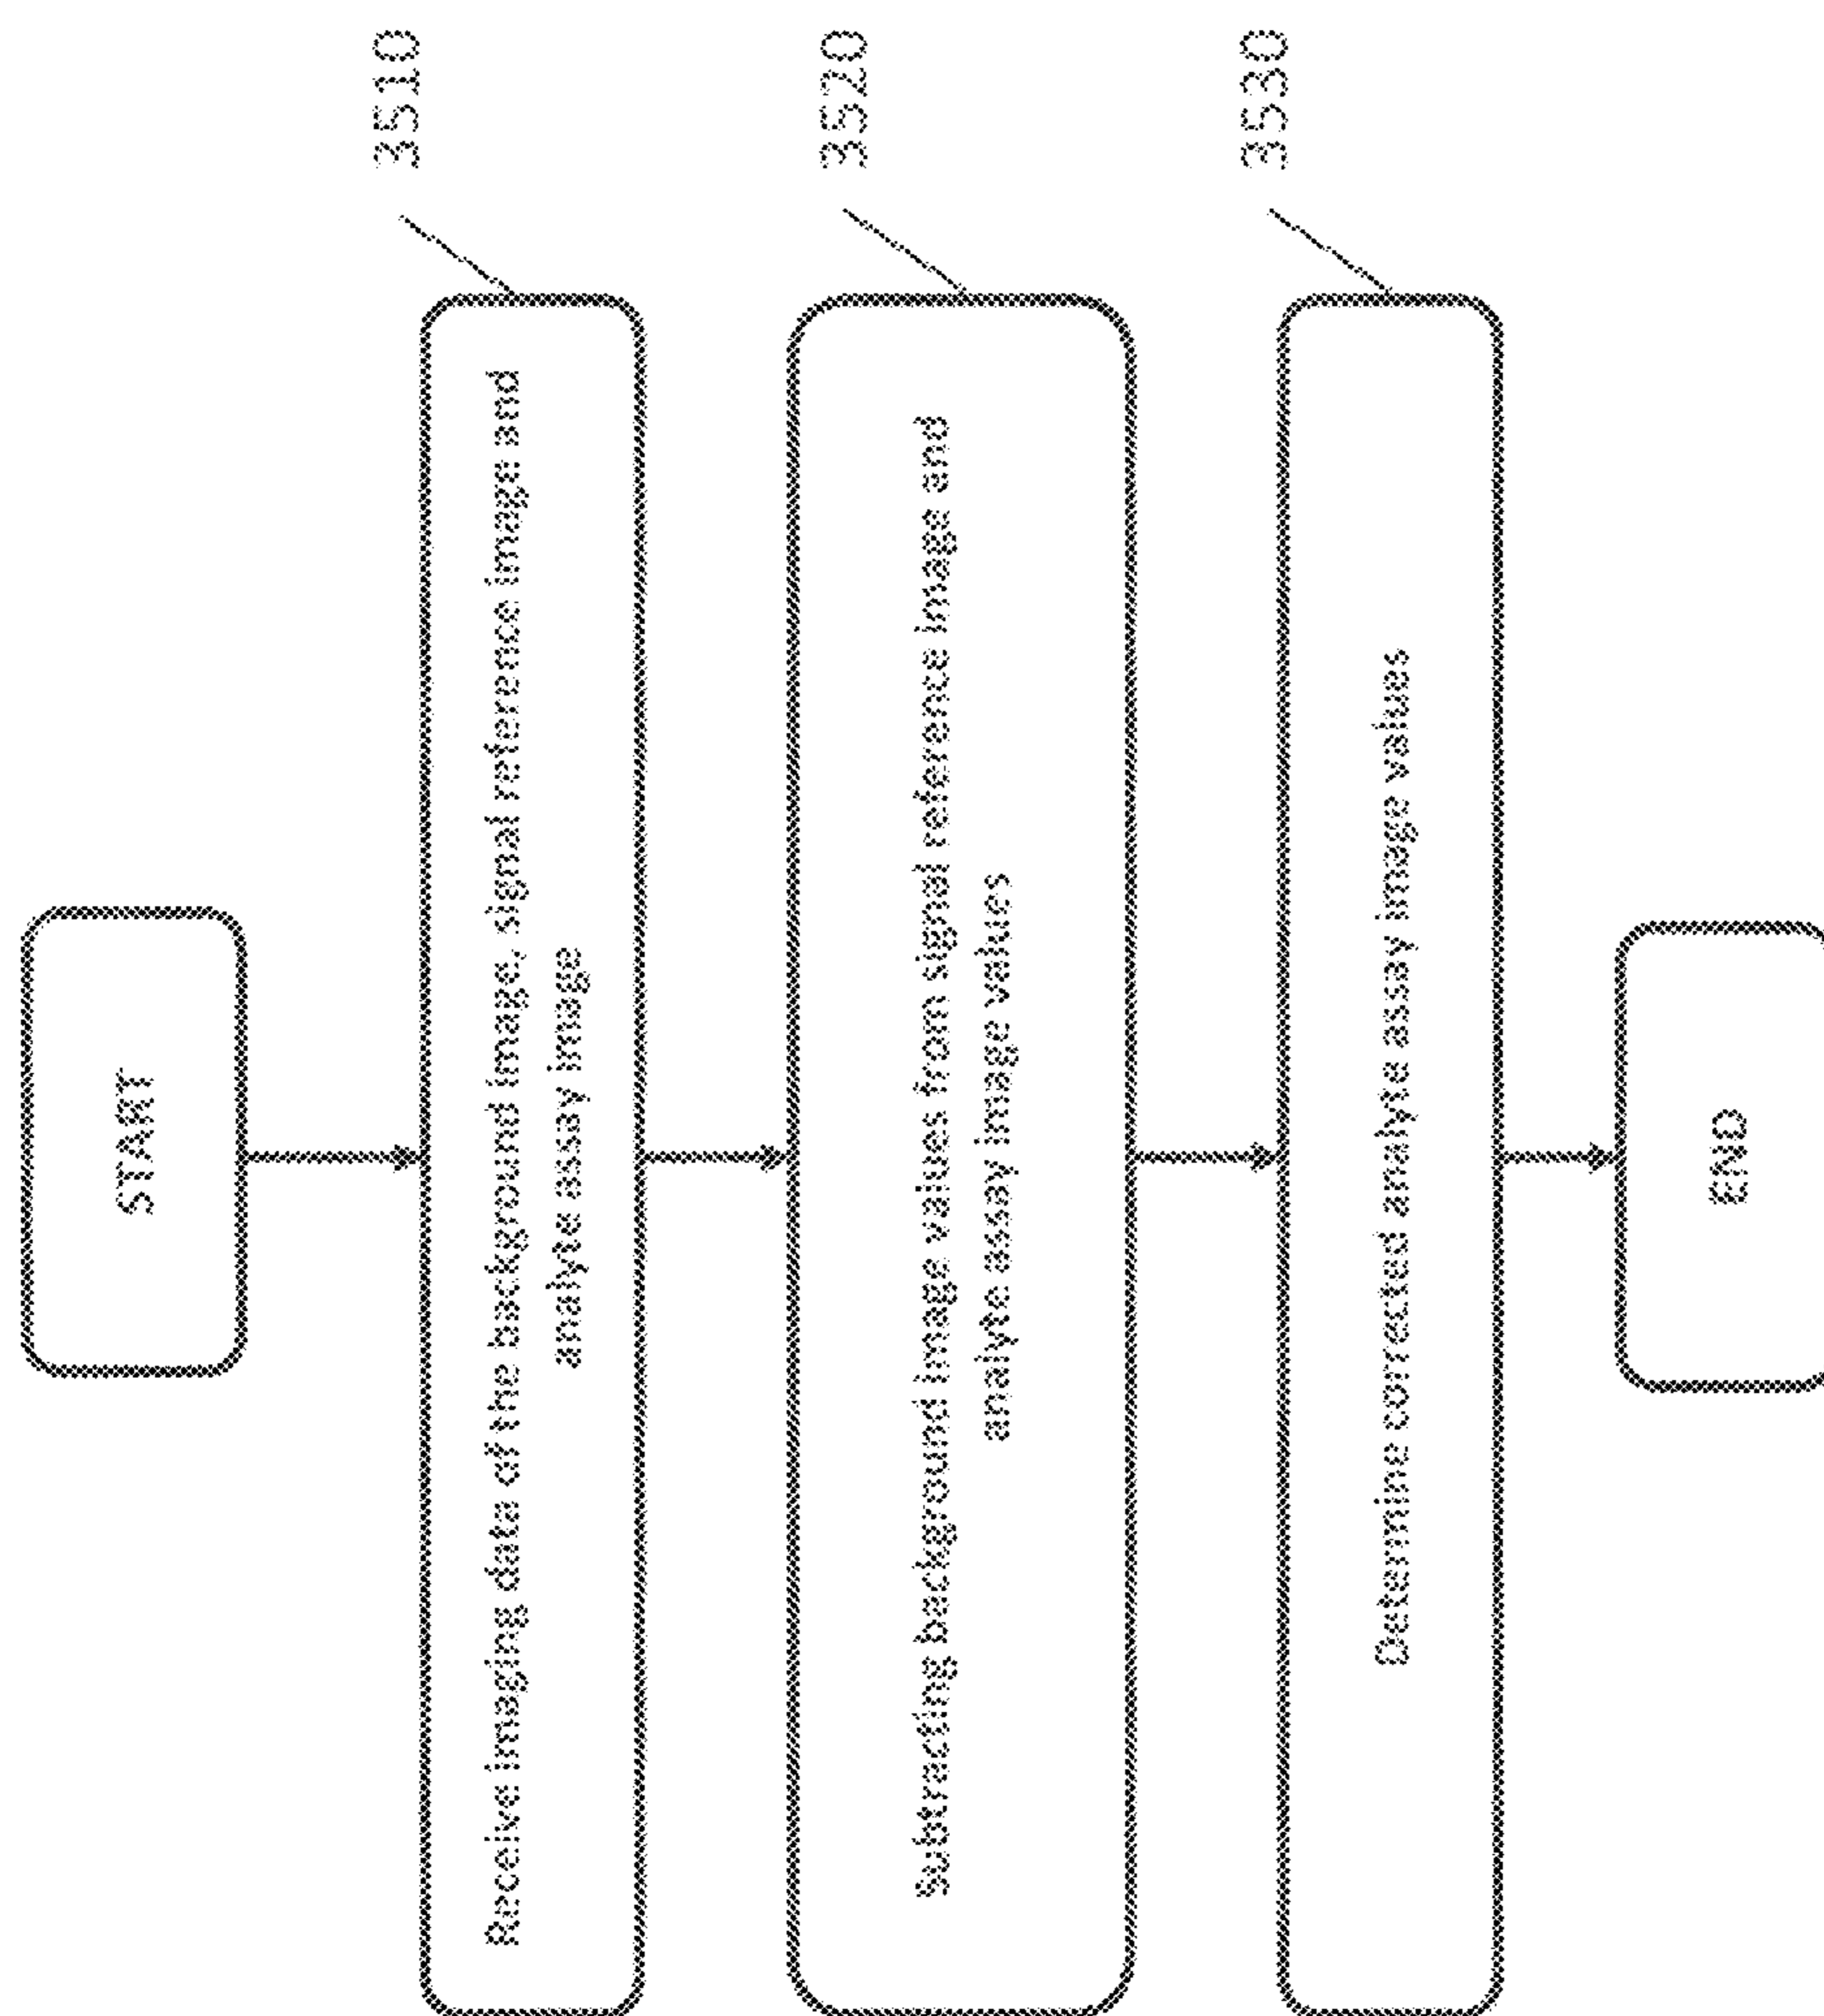 START
Receive imaging data of the background image, signal reference image and
analyte assay image
3510
Subtracting background image values from signal reference image and
analyte assay image values
3520
Determine corrected analyte assay image values
3530
END